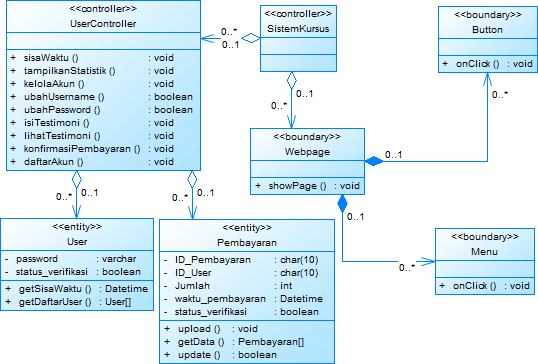 <<controller>>
UserController
+ sisaWaktu () : void
+ tampilkanStatistik () : void
+ kelolaAkun () : void
+ ubahUsername () : boolean
+ ubahPassword () : boolean
+ isiTestimoni () : void
+ lihatTestimoni () : void
+ konfirmasiPembayaran () : void
+ daftarAkun () : void
0..*
0..1
<<controller>>
SistemKursus
<<boundary>>
Button
+ onClick () : void
0..1
0..*
0..*
<<boundary>>
Webpage
+ showPage () : void
0..1
0..1
0..*
<<boundary>>
Menu
+ onClick () : void
0..1
0..*
0..1
0..*
<<entity>>
User
- password : varchar
- status_verifikasi : boolean
+ getSisaWaktu () : Datetime
+ getDaftarUser () : User[]
<<entity>>
Pembayaran
- ID_Pembayaran : char(10)
- ID_User : char(10)
- Jumlah : int
- waktu_pembayaran : Datetime
- status_verifikasi : boolean
+ upload () : void
+ getData () : Pembayaran[]
+ update () : boolean